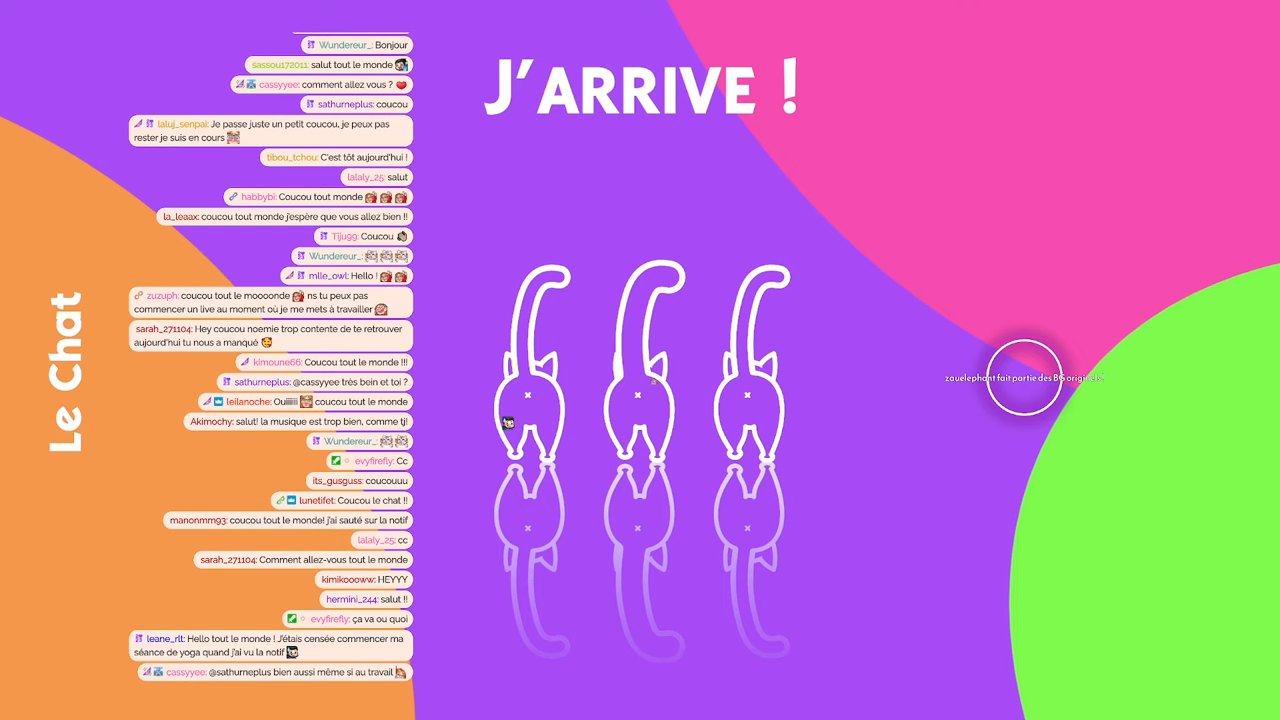 J'ARRIVE !
Le Chat
Wundereur_: Bonjour
sassou172011: salut tout le monde
cassyyee: comment allez vous ?
sathurneplus: coucou
laluj_senpai: Je passe juste un petit coucou, je peux pas
rester je suis en cours
tibou_tchou: C'est tôt aujourd'hui !
lalaly_25: salut
habbybi: Coucou tout monde
la_leaax: coucou tout monde j'espère que vous allez bien !!
Tiju99: Coucou
Wundereur_:
mlle_owl: Hello !
zuzuph: coucou tout le moooonde ns tu peux pas
commencer un live au moment où je me mets à travailler
sarah_271104: Hey coucou noemie trop contente de te retrouver
aujourd'hui tu nous a manqué
kimoune66: Coucou tout le monde !!!
sathurneplus: @cassyyee très bein et toi ?
leilanoche: coucou tout le monde
Akimochy: salut! la musique est trop bien, comme tj!
Wundereur_:
evyfirefly: Cc
its_gusguss: coucouuu
lunetifet: Coucou le chat !!
manonmm93: coucou tout le monde! j'ai sauté sur la notif
lalaly_25: cc
sarah_271104: Comment allez-vous tout le monde
kimikoooww: HEYYY
hermini_244: salut !!
evyfirefly: ça va ou quoi
leane_rlt: Hello tout le monde ! J'étais censée commencer ma
séance de yoga quand j'ai vu la notif
cassyyee: @sathurneplus bien aussi même si au travail
zauelephant fait partie des BG